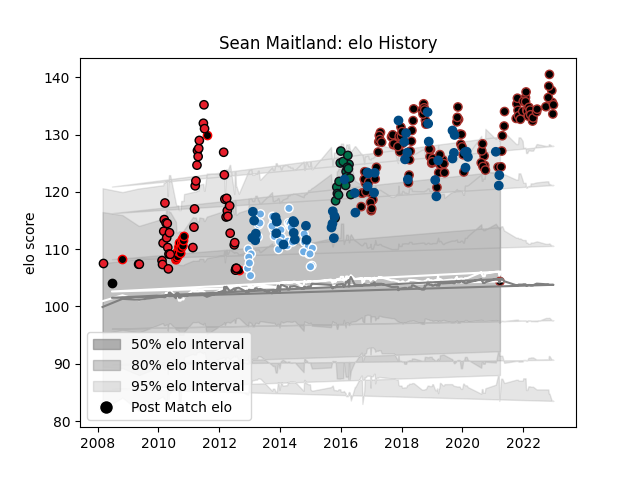 Sean Maitland: elo History
elo score
140
130
120
110
100
90
80
50% elo Interval
80% elo Interval
95% elo Interval
Post Match elo
2008 2010 2012 2014 2016 2018 2020 2022